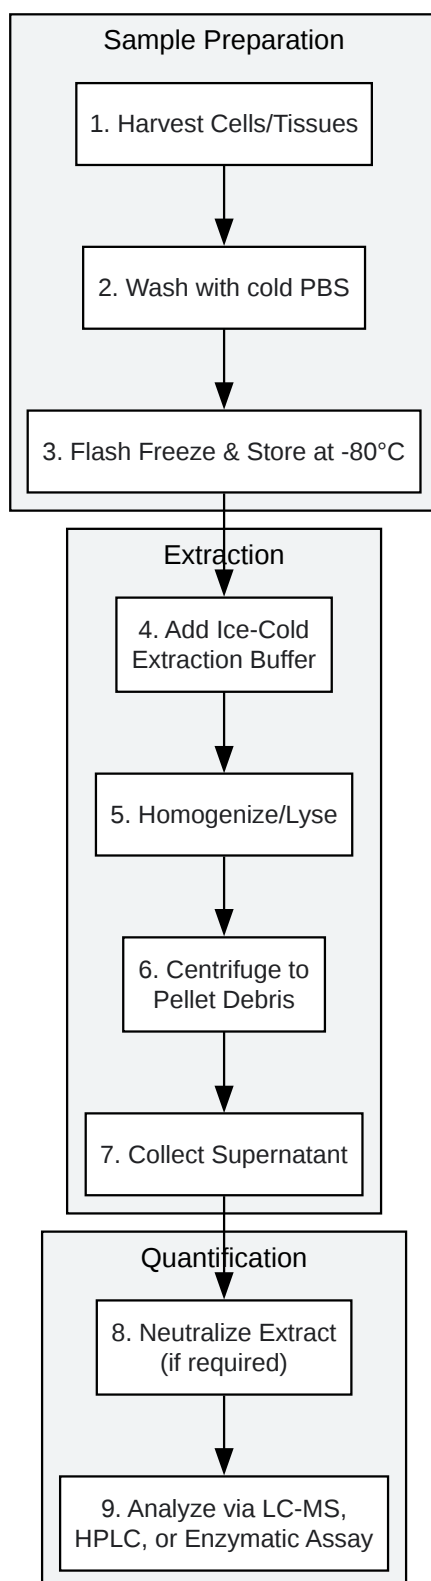 Sample Preparation
1. Harvest Cells/Tissues
2. Wash with cold PBS
3. Flash Freeze & Store at -80°C
Extraction
4. Add Ice-Cold
Extraction Buffer
5. Homogenize/Lyse
6. Centrifuge to
Pellet Debris
7. Collect Supernatant
Quantification
8. Neutralize Extract
(if required)
9. Analyze via LC-MS,
HPLC, or Enzymatic Assay